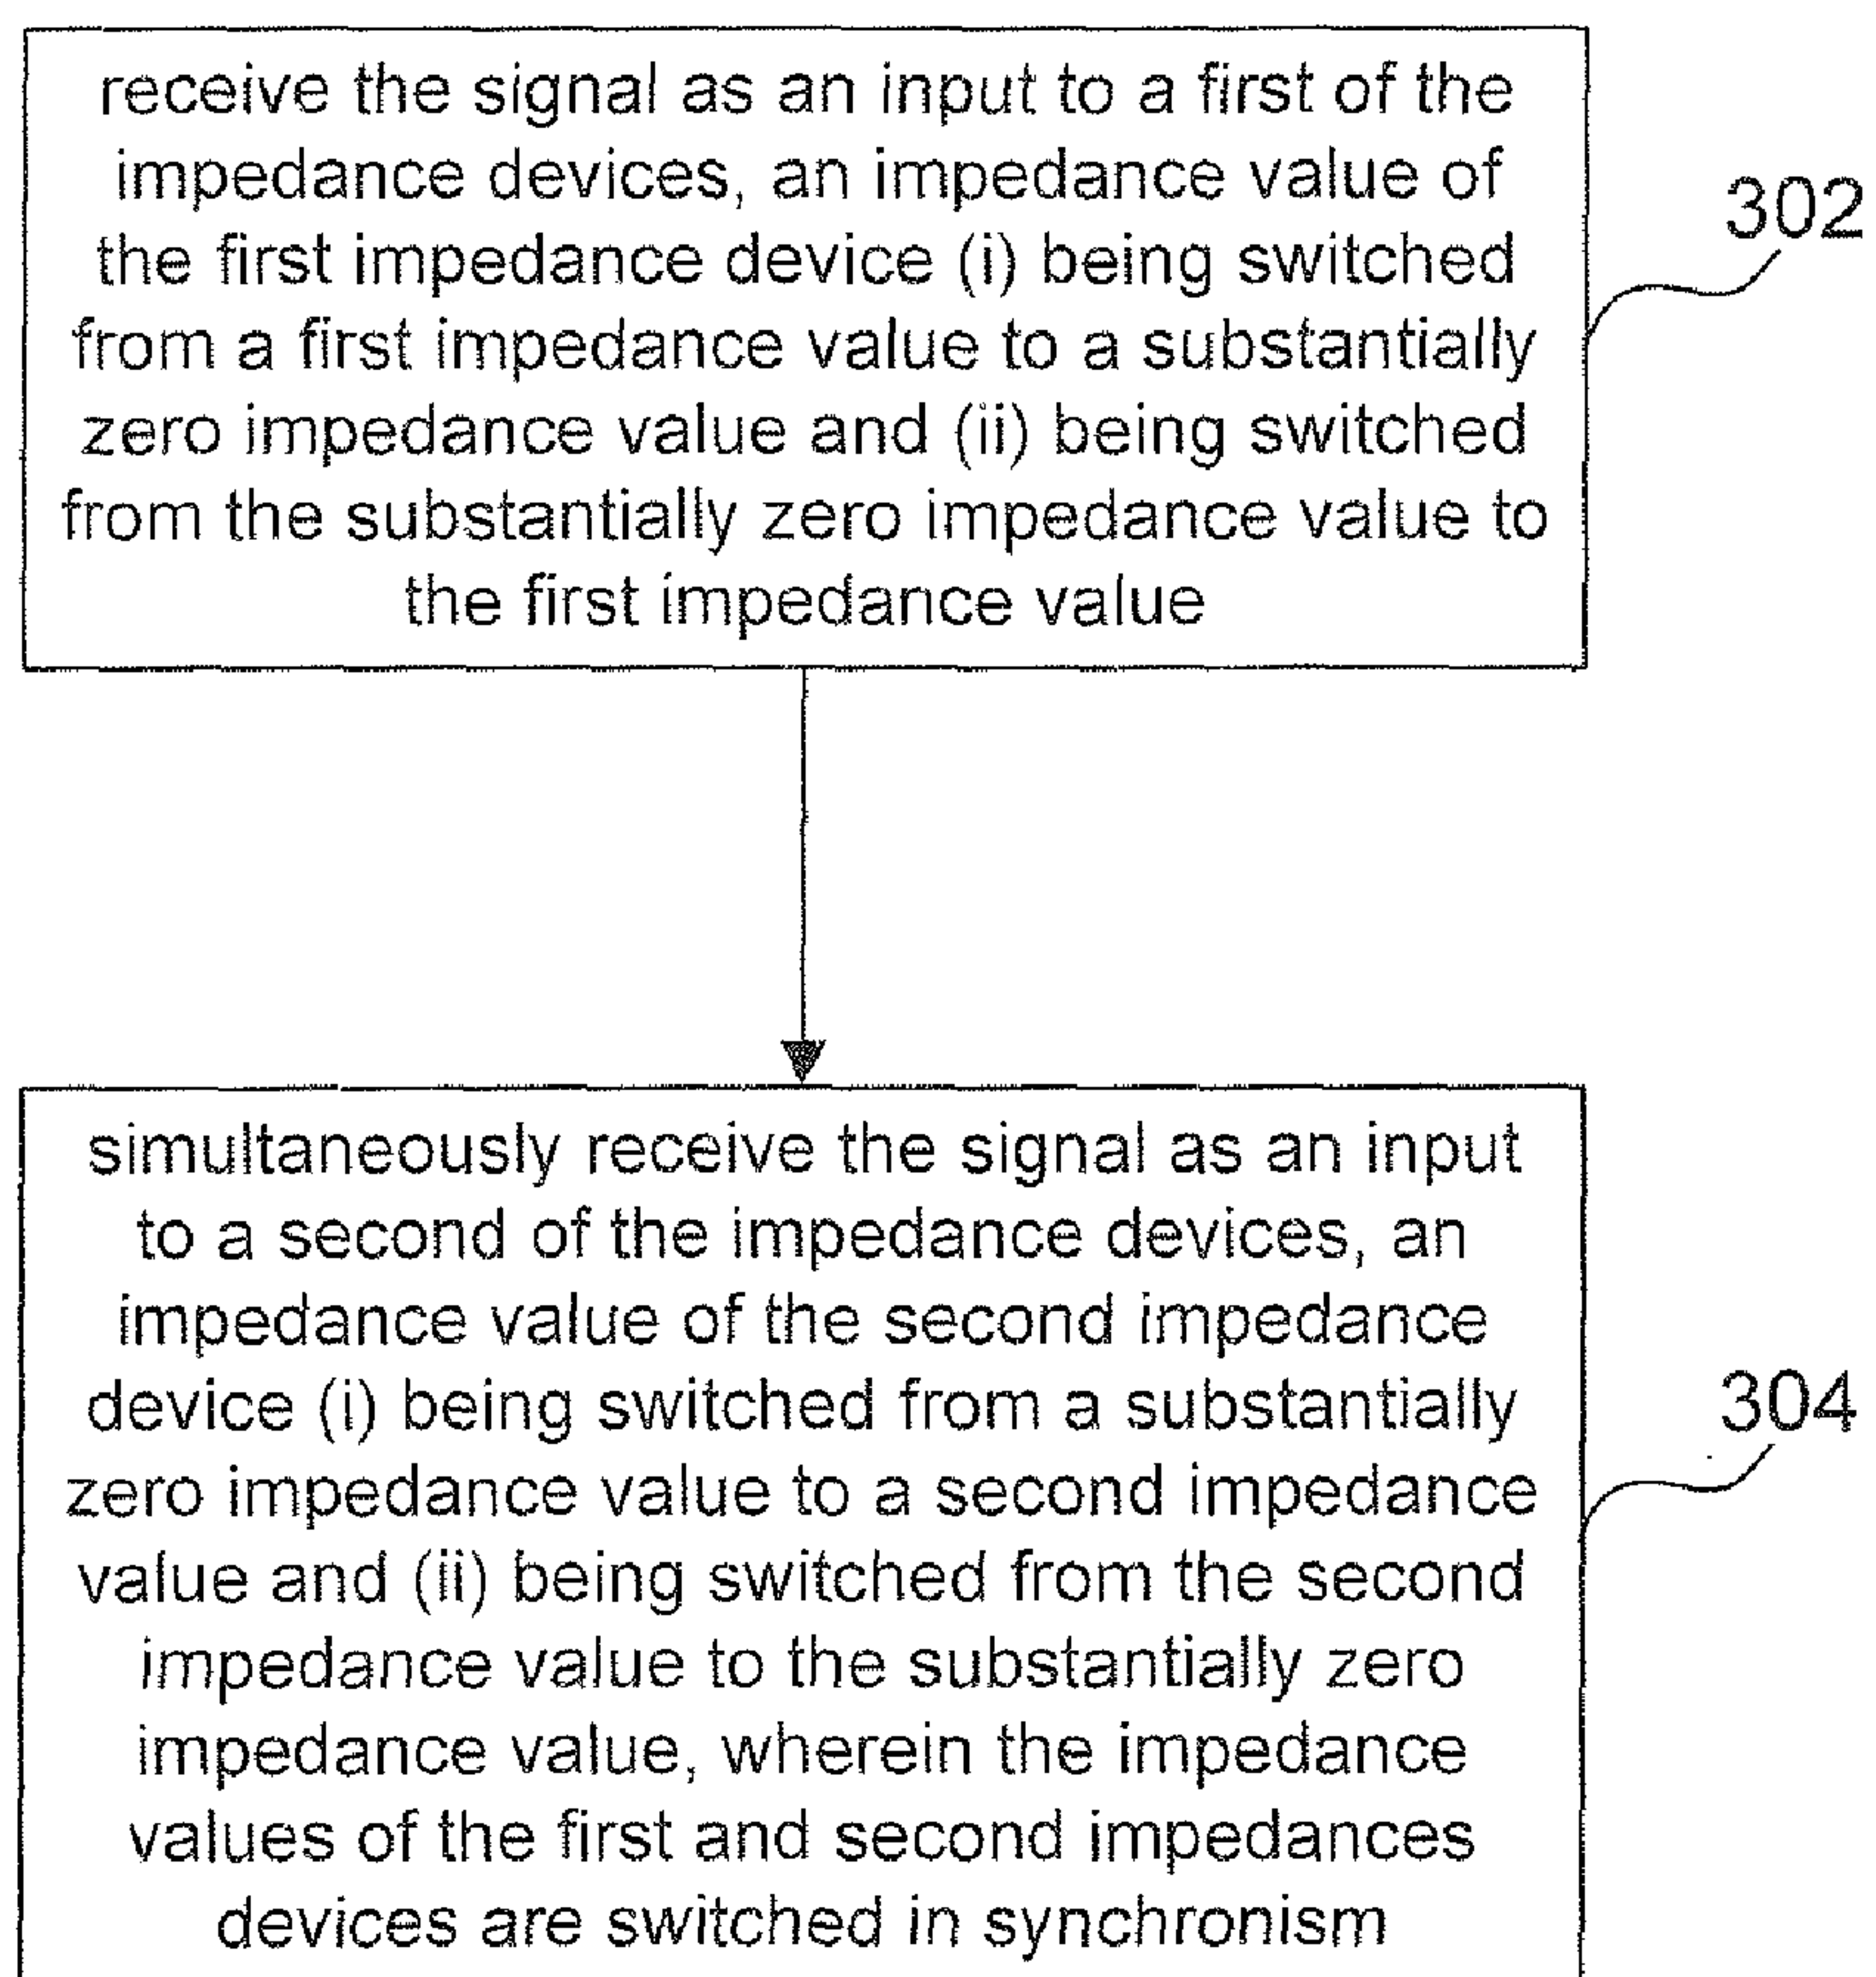 receive the signal as an input to a first of the
impedance devices, an impedance value of
the first impedance device (i) being switched
from a first impedance value to a substantially
zero impedance value and (ii) being switched
from the substantially zero impedance value to
the first impedance value
302
simultaneously receive the signal as an input
to a second of the impedance devices, an
impedance value of the second impedance
device (i) being switched from a substantially
zero impedance value to a second impedance
value and (ii) being switched from the second
impedance value to the substantially zero
impedance value, wherein the impedance
values of the first and second impedances
devices are switched in synchronism
304